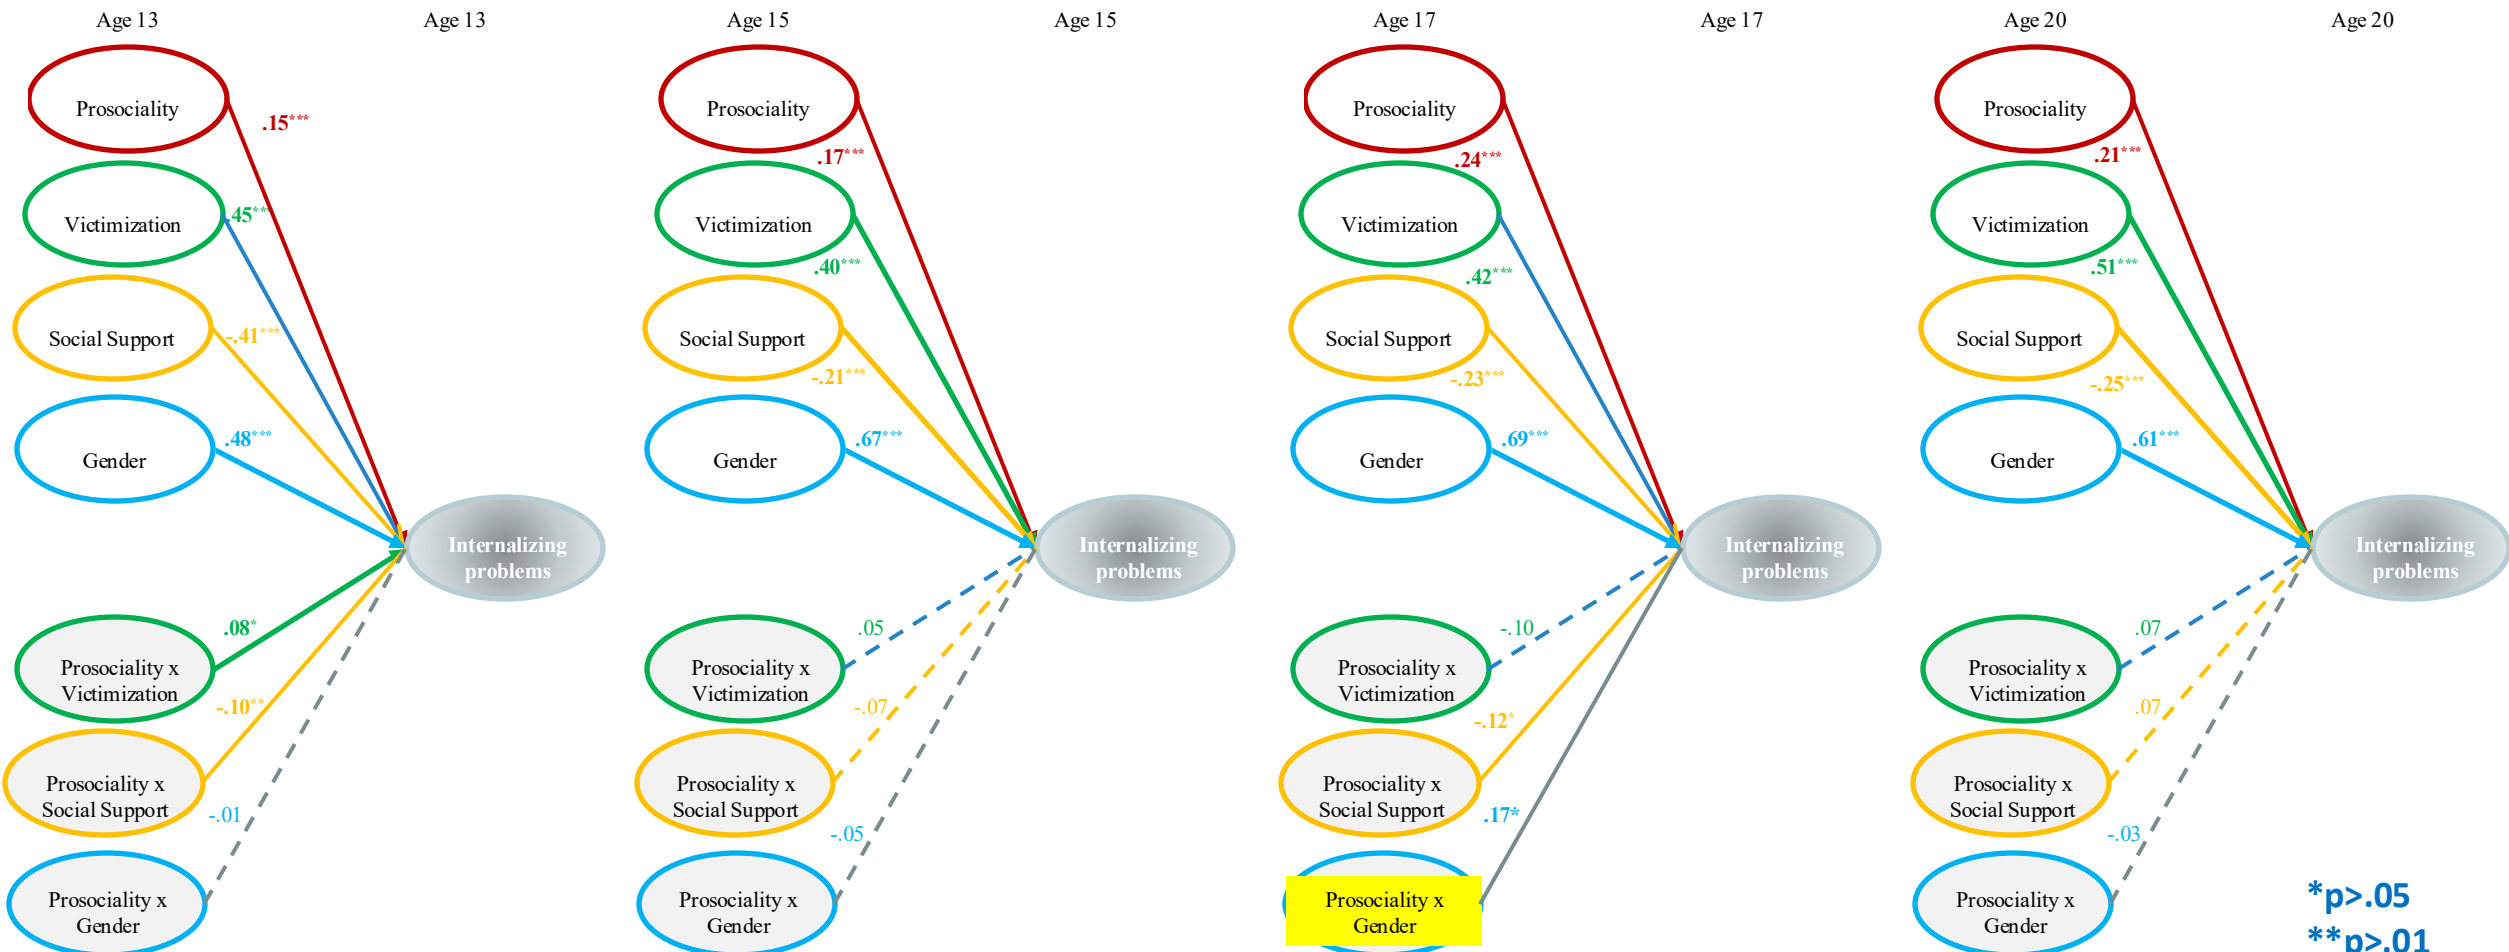 Age 13
Age 13
Age 15
Age 15
Age 17
Age 17
Age 20
Age 20
Prosociality
.15***
Victimization
.45***
Social Support
-.41***
Gender
.48***
Internalizing
problems
Prosociality x
Victimization
.08*
Prosociality x
Social Support
-.10**
Prosociality x
Gender
-.01
Prosociality
.17***
Victimization
.40***
Social Support
-.21***
Gender
.67***
Internalizing
problems
Prosociality x
Victimization
.05
Prosociality x
Social Support
-.07
Prosociality x
Gender
-.05
Prosociality
.24***
Victimization
.42***
Social Support
-.23***
Gender
.69***
Internalizing
problems
Prosociality x
Victimization
-.10
Prosociality x
Social Support
-.12*
Prosociality x
Gender
.17*
Prosociality
.21***
Victimization
.51***
Social Support
-.25***
Gender
.61***
Internalizing
problems
Prosociality x
Victimization
.07
Prosociality x
Social Support
.07
Prosociality x
Gender
-.03
*p>.05
**p>.01